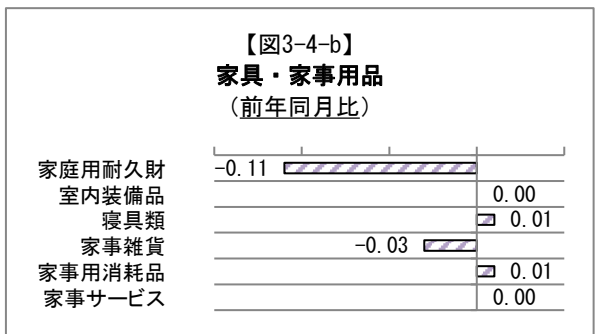 【図3-4-b】
家具・家事用品
（前年同月比）
家庭用耐久財 -0.11
室内装備品 0.00
寝具類 0.01
家事雑貨 -0.03
家事用消耗品 0.01
家事サービス 0.00